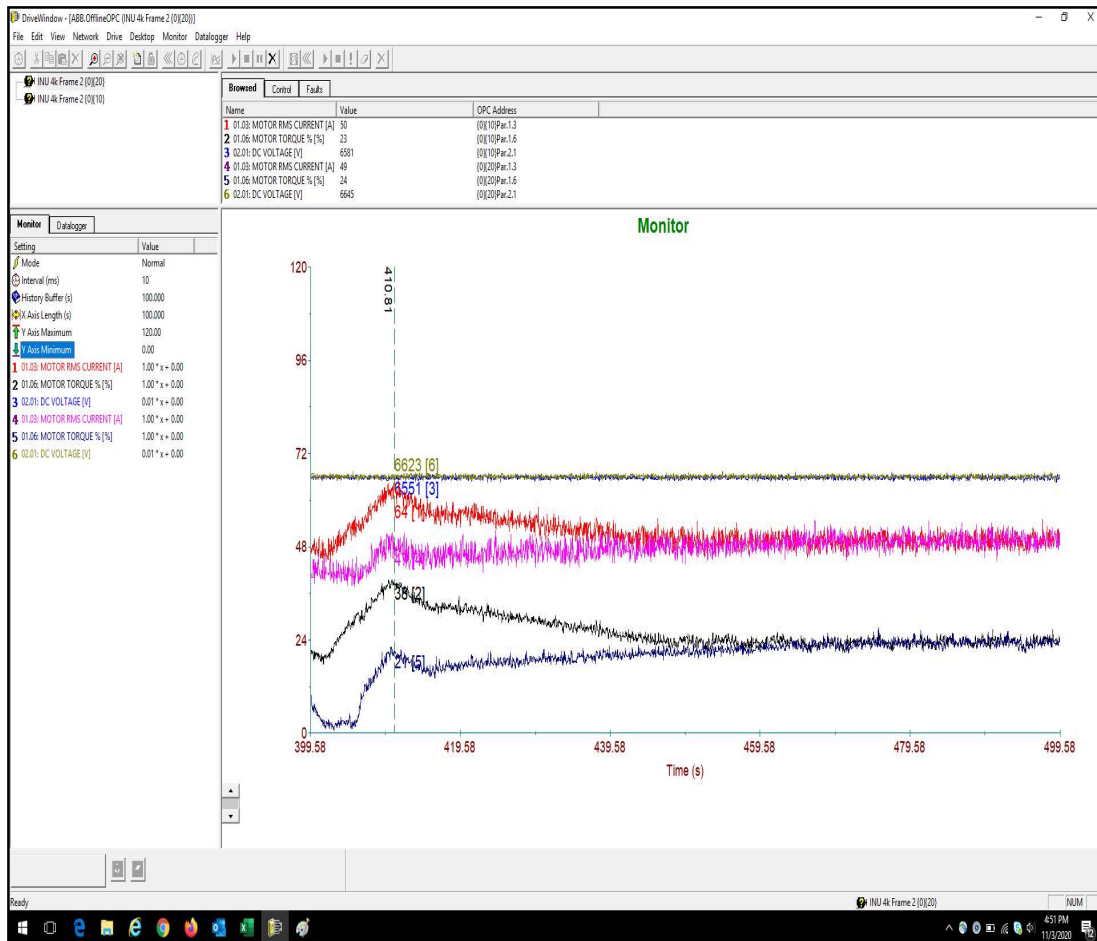 DriveWindow - [ABB.OfflineOPC (INU 4k Frame 2 {0}{20})]
File Edit View Network Drive Desktop Monitor Datalogger Help
INU 4k Frame 2 {0}{20}
INU 4k Frame 2 {0}{10}
Browsed Control Faults
Name Value OPC Address
1 01.03: MOTOR RMS CURRENT [A] 50 {0}{10}Par.1.3
2 01.06: MOTOR TORQUE % [%] 23 {0}{10}Par.1.6
3 02.01: DC VOLTAGE [V] 6581 {0}{10}Par.2.1
4 01.03: MOTOR RMS CURRENT [A] 49 {0}{20}Par.1.3
5 01.06: MOTOR TORQUE % [%] 24 {0}{20}Par.1.6
6 02.01: DC VOLTAGE [V] 6645 {0}{20}Par.2.1
Monitor Datalogger
Setting Value
Mode Normal
Interval (ms) 10
History Buffer (s) 100.000
X Axis Length (s) 100.000
Y Axis Maximum 120.00
Y Axis Minimum 0.00
1 01.03: MOTOR RMS CURRENT [A] 1.00 * x + 0.00
2 01.06: MOTOR TORQUE % [%] 1.00 * x + 0.00
3 02.01: DC VOLTAGE [V] 0.01 * x + 0.00
4 01.03: MOTOR RMS CURRENT [A] 1.00 * x + 0.00
5 01.06: MOTOR TORQUE % [%] 1.00 * x + 0.00
6 02.01: DC VOLTAGE [V] 0.01 * x + 0.00
Monitor
410.81
120
96
72
48
24
0
6623 [6]
6551 [3]
64 [1]
38 [2]
21 [5]
399.58 419.58 439.58 459.58 479.58 499.58
Time (s)
Ready
INU 4k Frame 2 {0}{20}
NUM
4:51 PM
11/3/2020